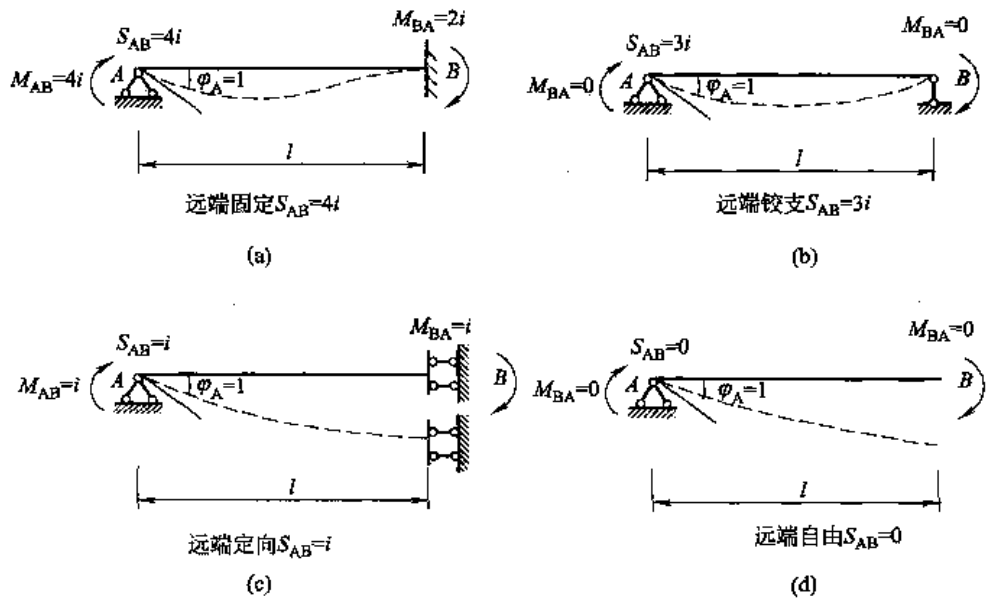 M_BA=2i
S_AB=4i
M_AB=4i
A
φ_A=1
B
l
远端固定S_AB=4i
(a)
M_BA=0
S_AB=3i
M_BA=0
A
φ_A=1
B
l
远端铰支S_AB=3i
(b)
M_BA=i
S_AB=i
M_AB=i
A
φ_A=1
B
l
远端定向S_AB=i
(c)
M_BA=0
S_AB=0
M_BA=0
A
φ_A=1
B
l
远端自由S_AB=0
(d)